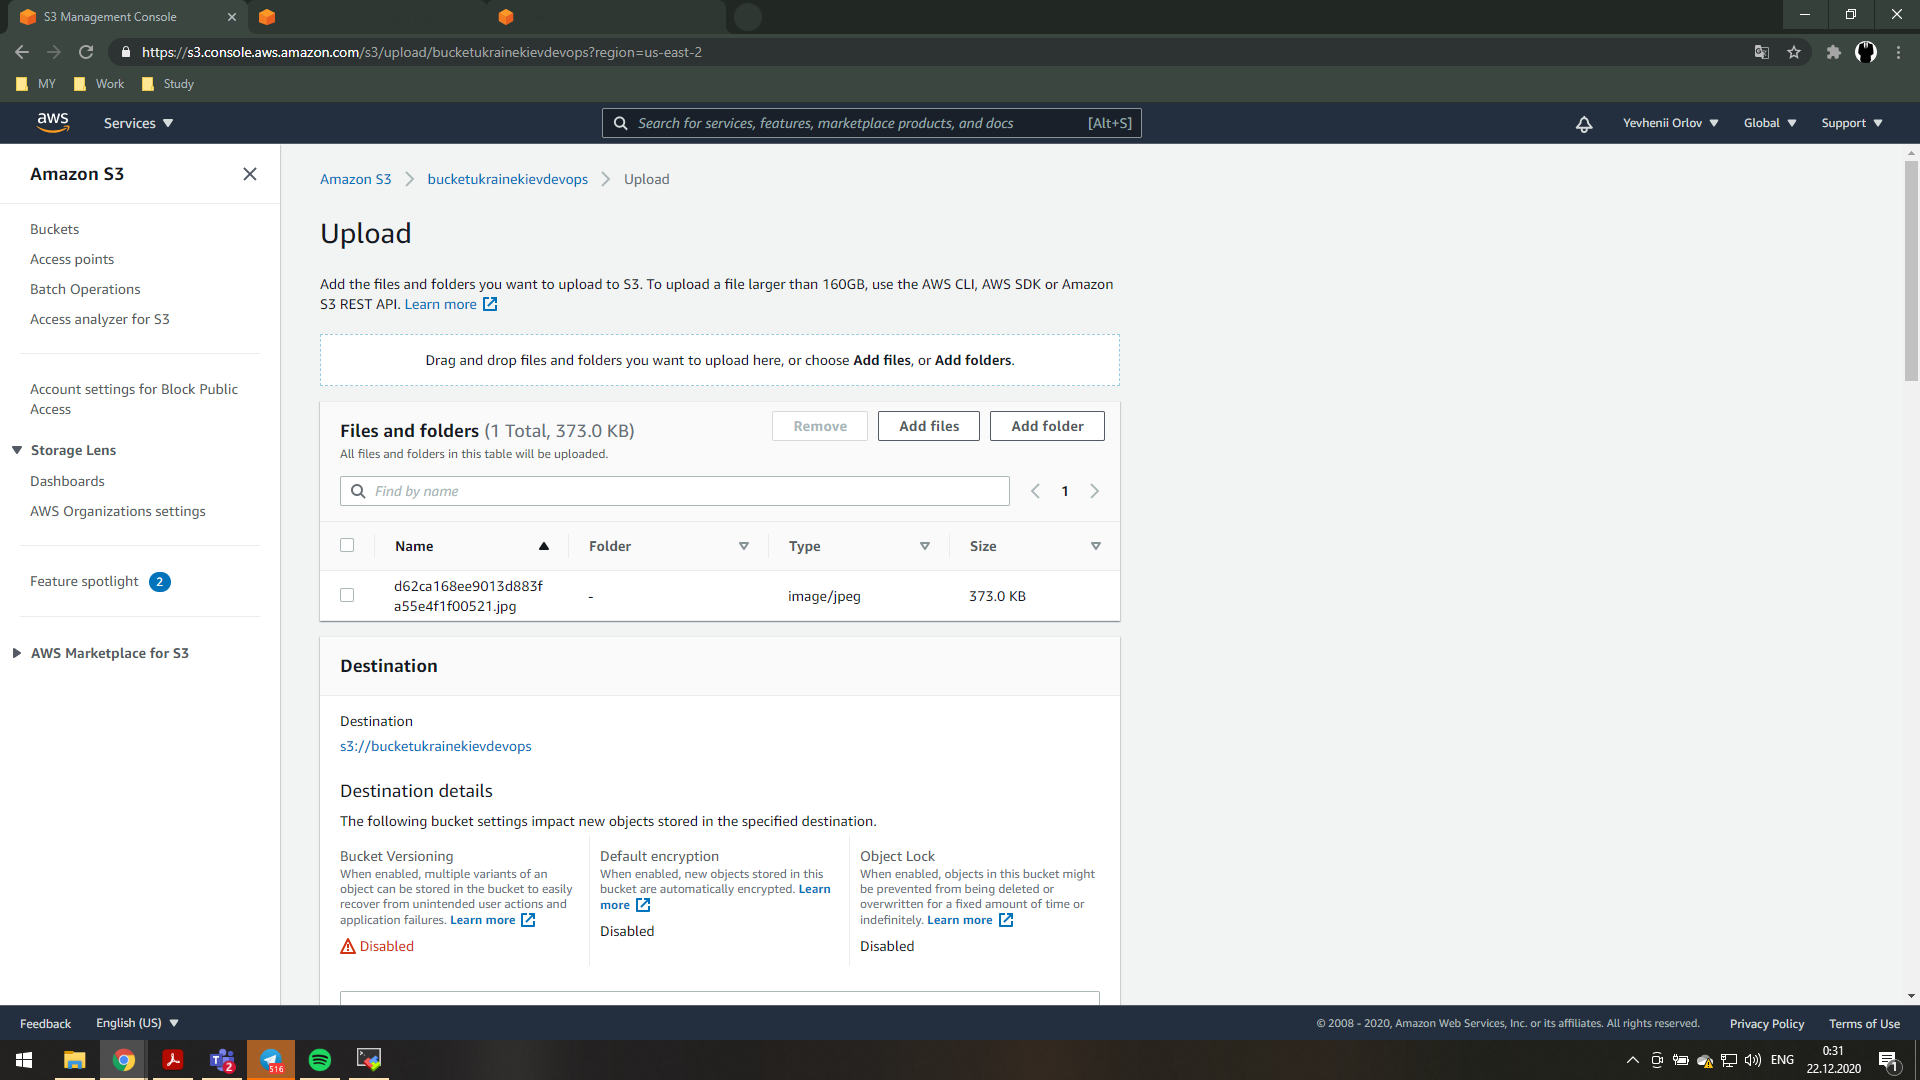 S3 Management Console
https://s3.console.aws.amazon.com/s3/upload/bucketukrainekievdevops?region=us-east-2
MY
Work
Study
aws
Services
Search for services, features, marketplace products, and docs
[Alt+S]
Yevhenii Orlov
Global
Support
Amazon S3
Buckets
Access points
Batch Operations
Access analyzer for S3
Account settings for Block Public
Access
Storage Lens
Dashboards
AWS Organizations settings
Feature spotlight 2
AWS Marketplace for S3
Amazon S3
bucketukrainekievdevops
Upload
Upload
Add the files and folders you want to upload to S3. To upload a file larger than 160GB, use the AWS CLI, AWS SDK or Amazon
S3 REST API. Learn more
Drag and drop files and folders you want to upload here, or choose Add files, or Add folders.
Files and folders (1 Total, 373.0 KB)
All files and folders in this table will be uploaded.
Remove
Add files
Add folder
Find by name
1
Name
Folder
Type
Size
d62ca168ee9013d883f
a55e4f1f00521.jpg
-
image/jpeg
373.0 KB
Destination
Destination
s3://bucketukrainekievdevops
Destination details
The following bucket settings impact new objects stored in the specified destination.
Bucket Versioning
When enabled, multiple variants of an
object can be stored in the bucket to easily
recover from unintended user actions and
application failures. Learn more
Disabled
Default encryption
When enabled, new objects stored in this
bucket are automatically encrypted. Learn
more
Disabled
Object Lock
When enabled, objects in this bucket might
be prevented from being deleted or
overwritten for a fixed amount of time or
indefinitely. Learn more
Disabled
Feedback
English (US)
© 2008 - 2020, Amazon Web Services, Inc. or its affiliates. All rights reserved.
Privacy Policy
Terms of Use
2
516
ENG
0:31
22.12.2020
1